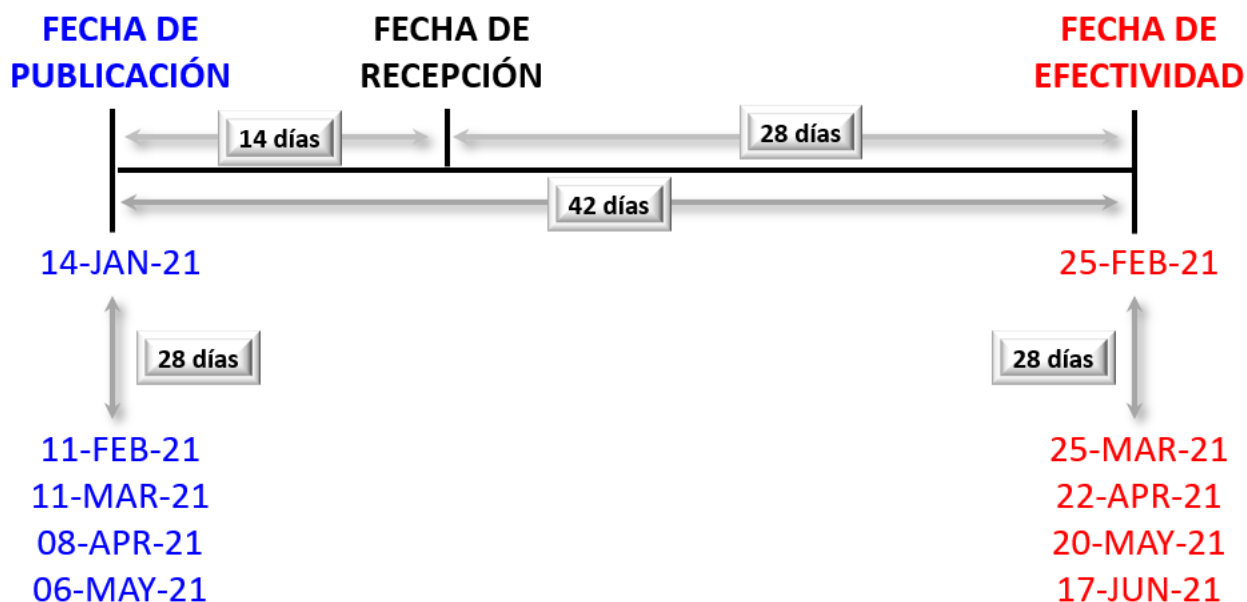 FECHA DE
PUBLICACIÓN
FECHA DE
RECEPCIÓN
FECHA DE
EFECTIVIDAD
14 días
28 días
42 días
14-JAN-21
25-FEB-21
28 días
28 días
11-FEB-21
25-MAR-21
11-MAR-21
22-APR-21
08-APR-21
20-MAY-21
06-MAY-21
17-JUN-21